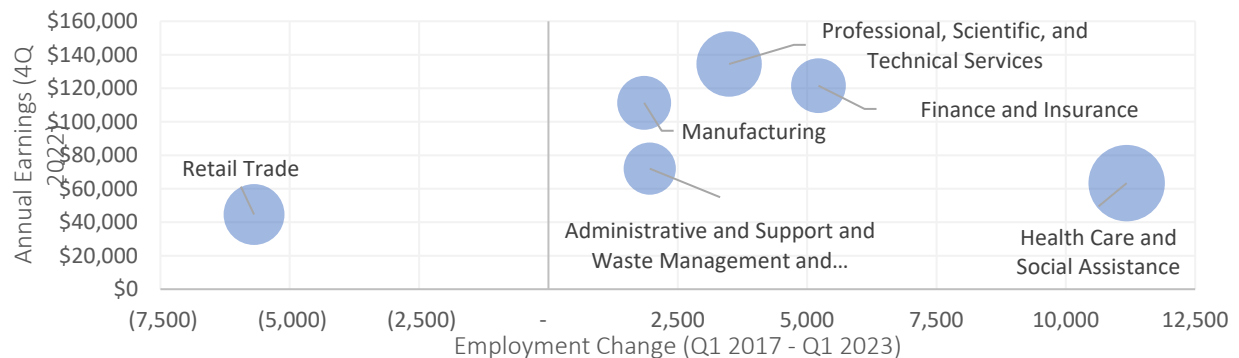 $160,000
$140,000
$120,000
$100,000
$80,000
$60,000
$40,000
$20,000
$0
Annual Earnings (4Q
2022)
Professional, Scientific, and
Technical Services
Finance and Insurance
Manufacturing
Retail Trade
Administrative and Support and
Waste Management and...
Health Care and
Social Assistance
(7,500) (5,000) (2,500) - 2,500 5,000 7,500 10,000 12,500
Employment Change (Q1 2017 - Q1 2023)